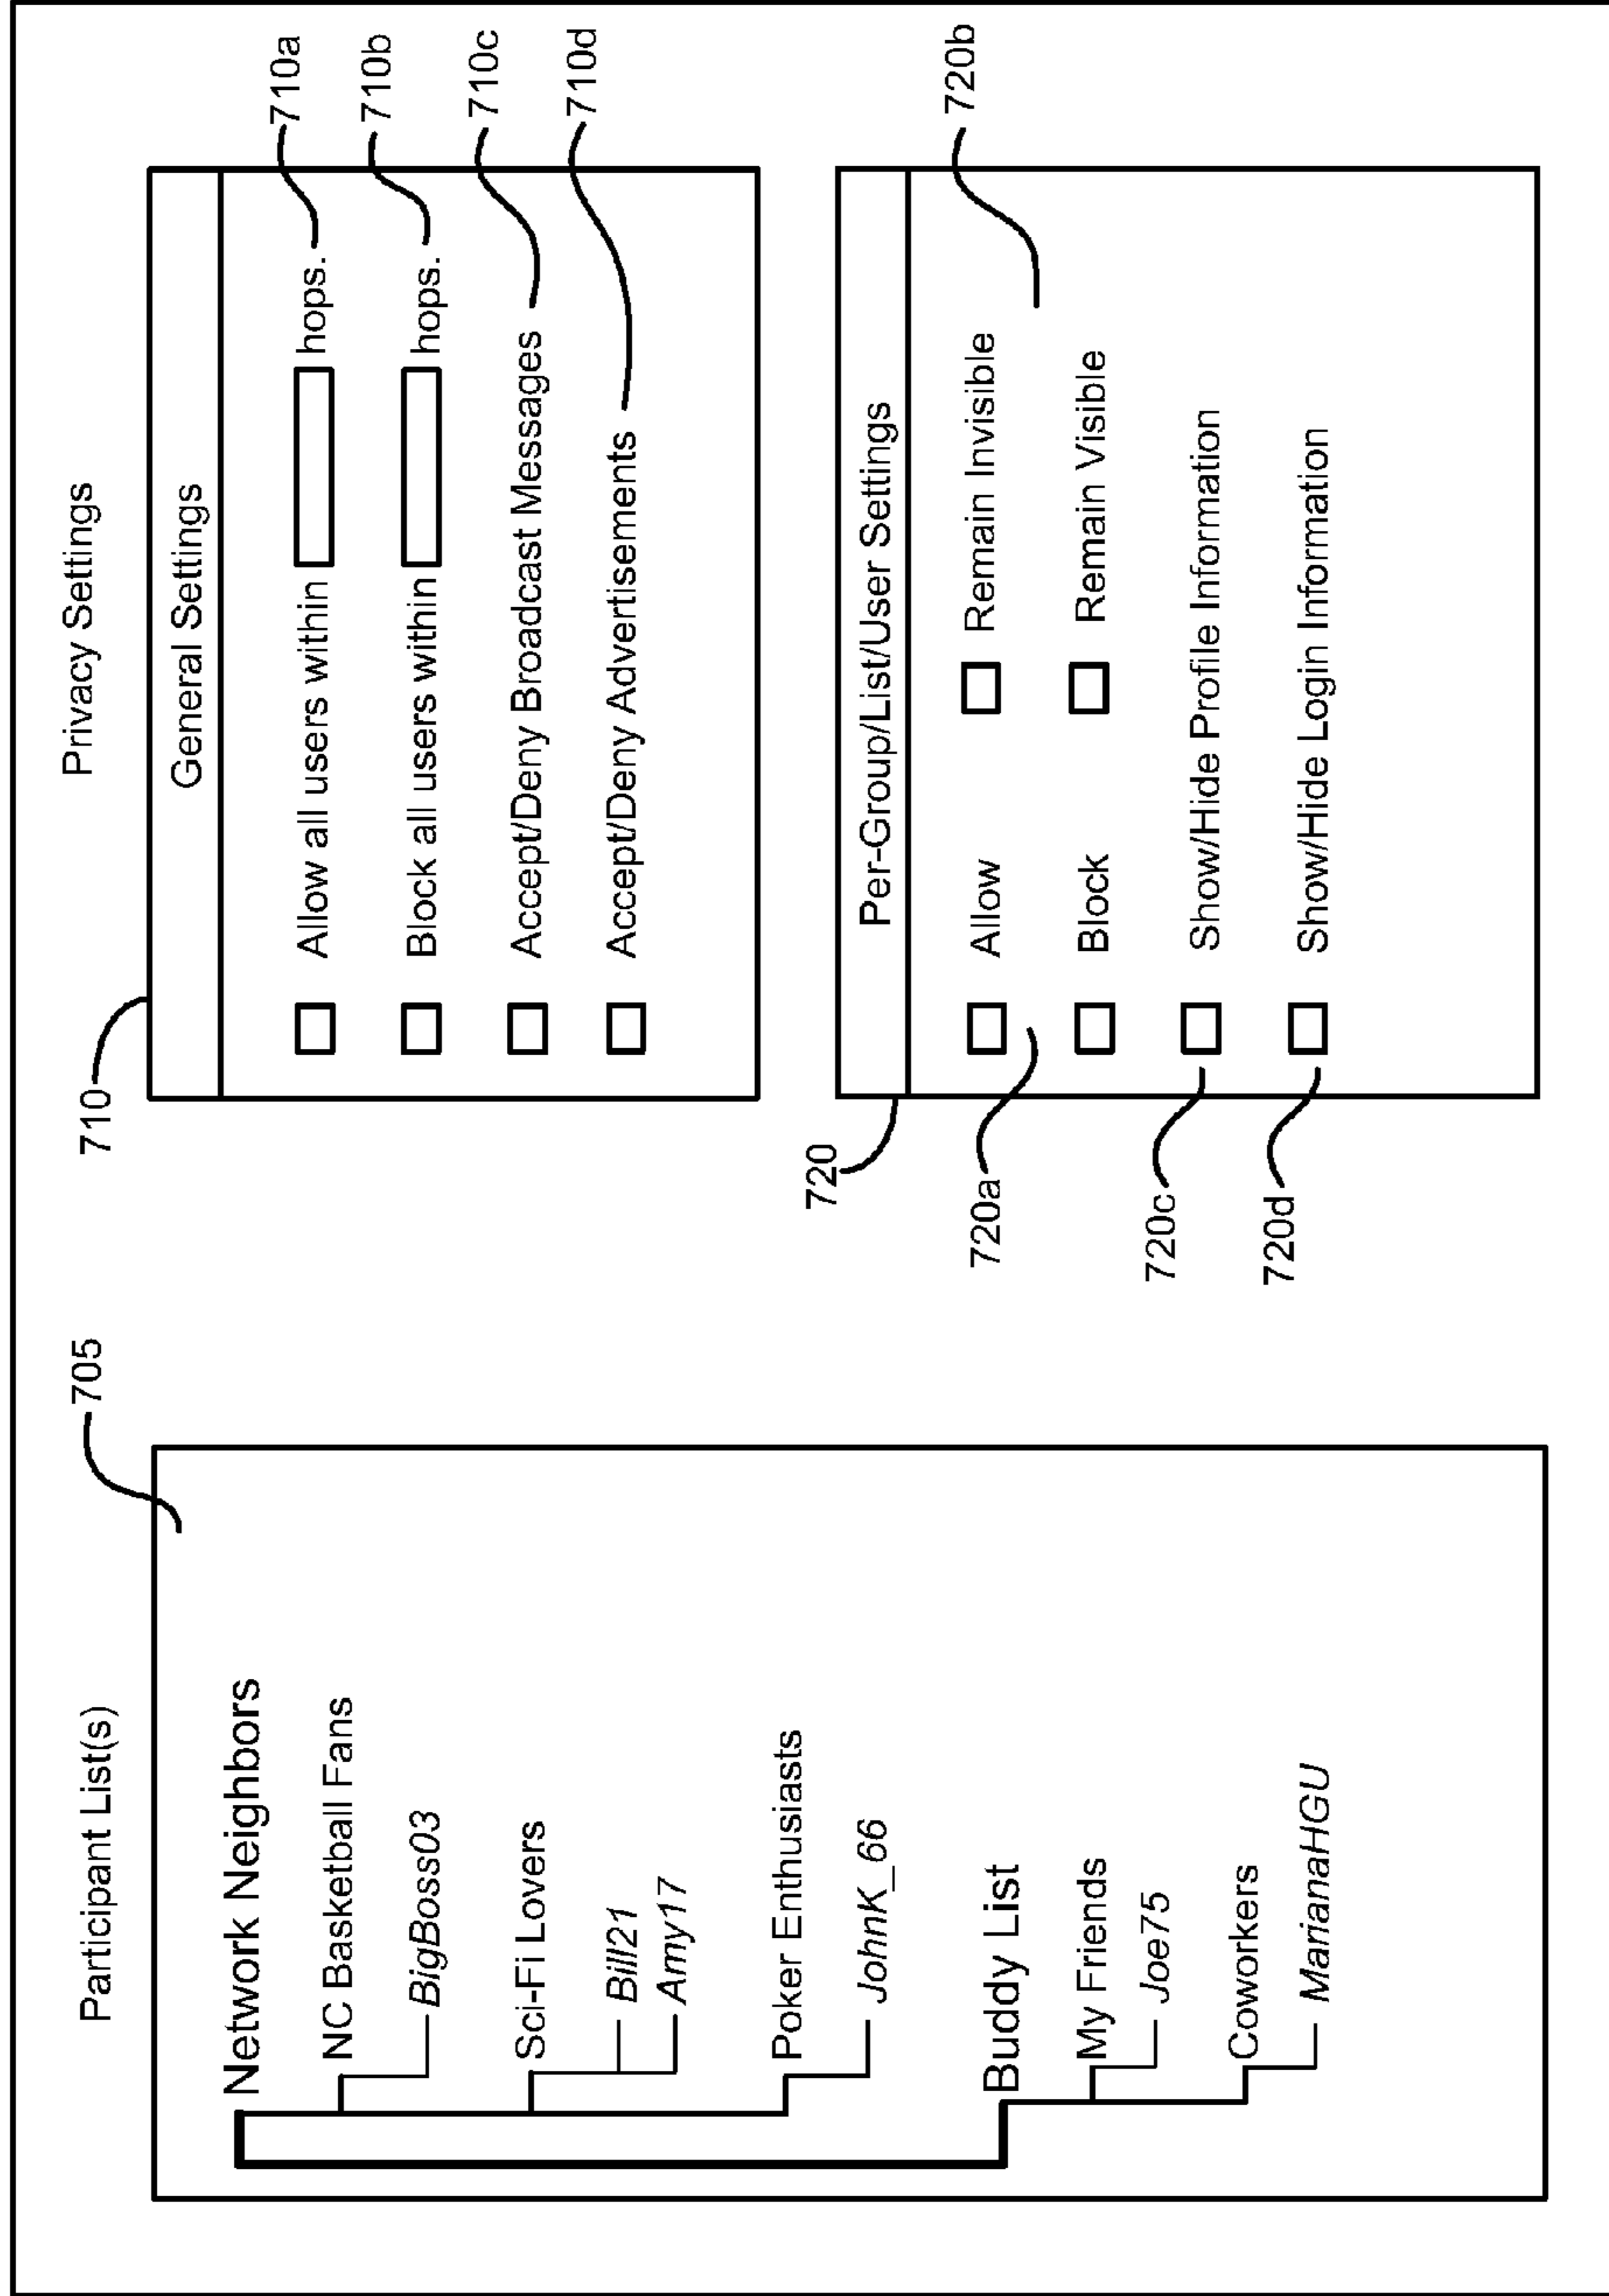 Participant List(s)
705
Network Neighbors
NC Basketball Fans
BigBoss03
Sci-Fi Lovers
Bill21
Amy17
Poker Enthusiasts
JohnK_66
Buddy List
My Friends
Joe75
Coworkers
MarianaHGU
Privacy Settings
710
General Settings
Allow all users within hops.
710a
Block all users within hops.
710b
Accept/Deny Broadcast Messages
710c
Accept/Deny Advertisements
710d
720
Per-Group/List/User Settings
720a
Allow
Remain Invisible
720b
Block
Remain Visible
720c
Show/Hide Profile Information
720d
Show/Hide Login Information